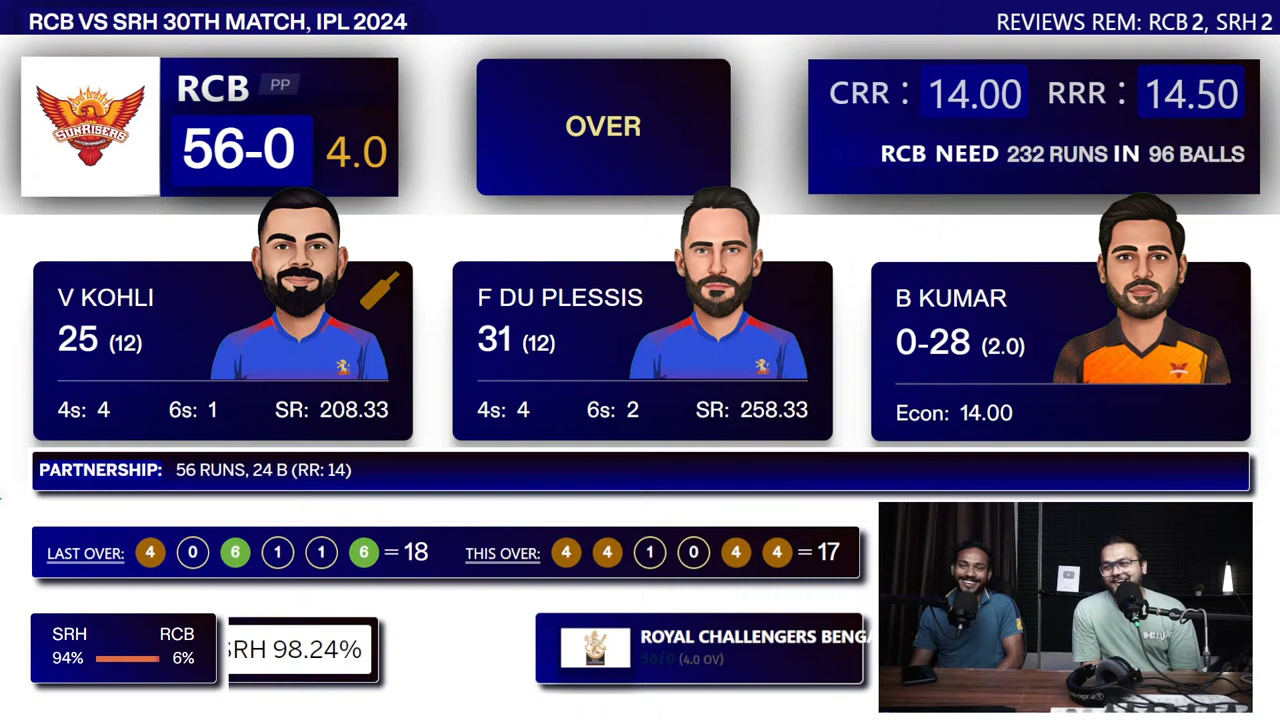 RCB VS SRH 30TH MATCH, IPL 2024
REVIEWS REM: RCB 2, SRH 2
SUNRISERS
RCB PP
56-0 4.0
OVER
CRR : 14.00 RRR : 14.50
RCB NEED 232 RUNS IN 96 BALLS
V KOHLI
25 (12)
4s: 4 6s: 1 SR: 208.33
F DU PLESSIS
31 (12)
4s: 4 6s: 2 SR: 258.33
B KUMAR
0-28 (2.0)
Econ: 14.00
PARTNERSHIP: 56 RUNS, 24 B (RR: 14)
LAST OVER: 4 0 6 1 1 6 = 18
THIS OVER: 4 4 1 0 4 4 = 17
SRH RCB
94% 6%
SRH 98.24%
ROYAL CHALLENGERS BENGA
56/0 (4.0 OV)